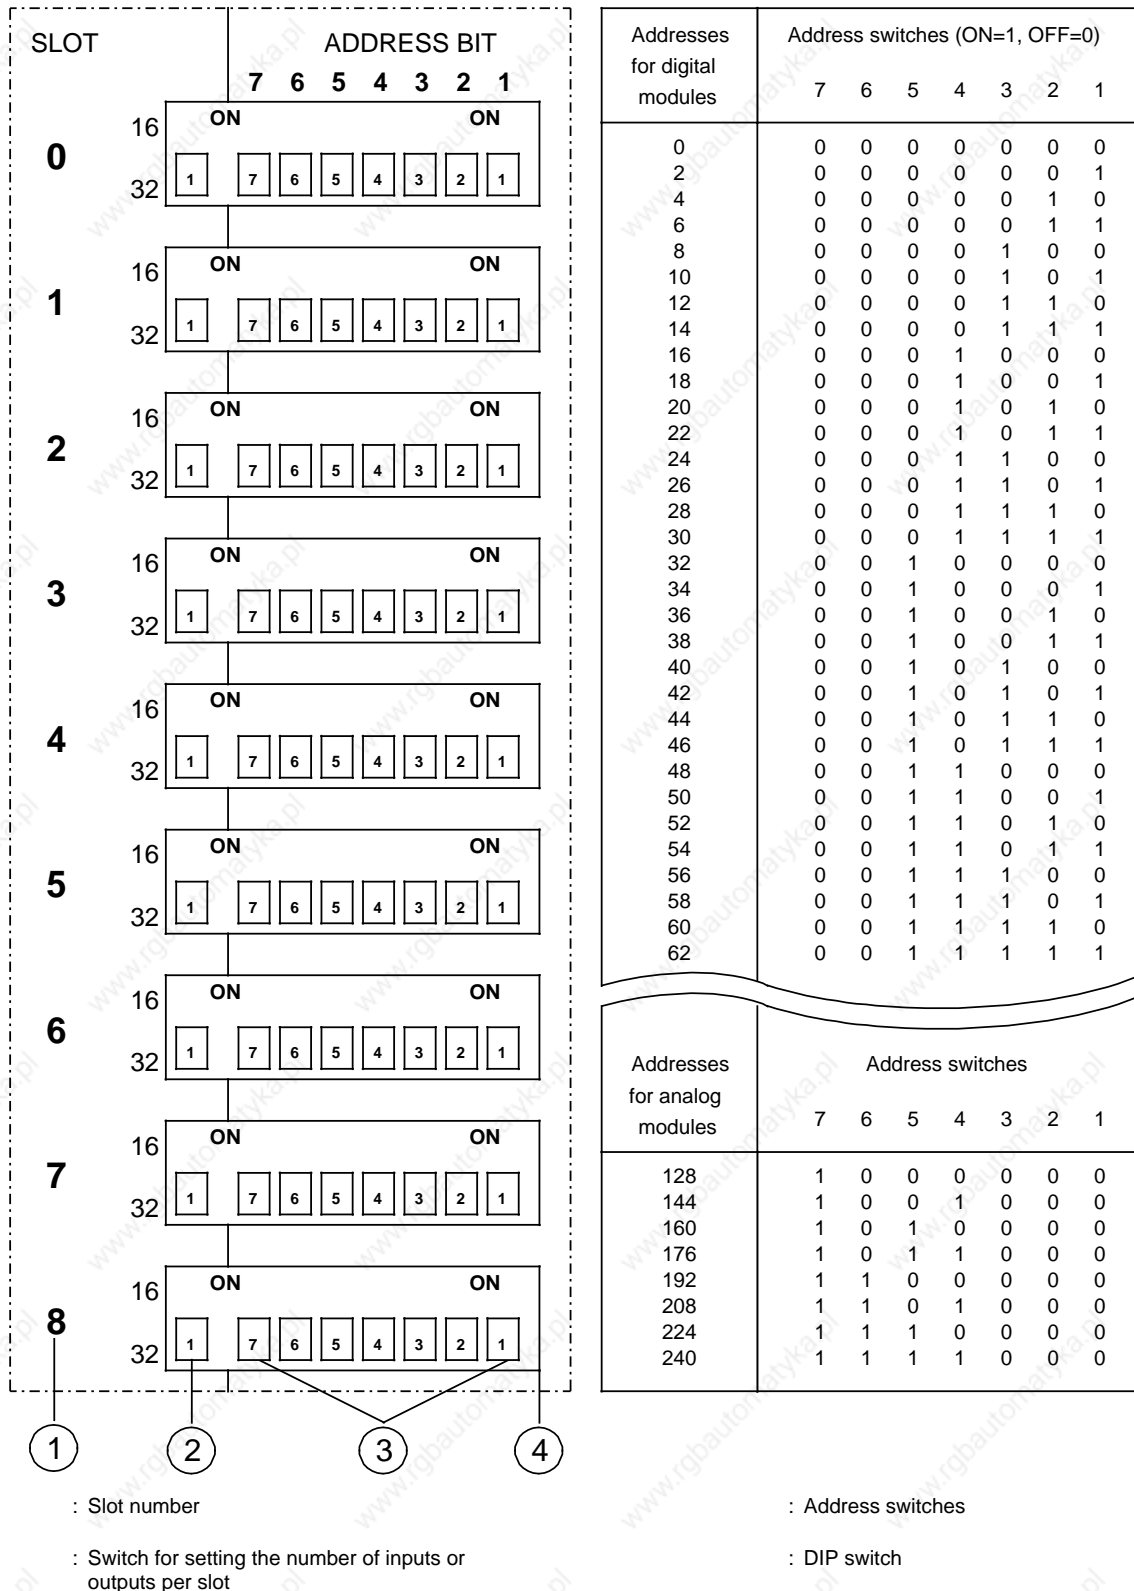 SLOT ADDRESS BIT
7 6 5 4 3 2 1
0 16 32 ON ON
1 7 6 5 4 3 2 1
1 16 32 ON ON
1 7 6 5 4 3 2 1
2 16 32 ON ON
1 7 6 5 4 3 2 1
3 16 32 ON ON
1 7 6 5 4 3 2 1
4 16 32 ON ON
1 7 6 5 4 3 2 1
5 16 32 ON ON
1 7 6 5 4 3 2 1
6 16 32 ON ON
1 7 6 5 4 3 2 1
7 16 32 ON ON
1 7 6 5 4 3 2 1
8 16 32 ON ON
1 7 6 5 4 3 2 1
1 2 3 4
Addresses for digital modules
Address switches (ON=1, OFF=0)
7 6 5 4 3 2 1
0 0 0 0 0 0 0 0
2 0 0 0 0 0 0 1
4 0 0 0 0 0 1 0
6 0 0 0 0 0 1 1
8 0 0 0 0 1 0 0
10 0 0 0 0 1 0 1
12 0 0 0 0 1 1 0
14 0 0 0 0 1 1 1
16 0 0 0 1 0 0 0
18 0 0 0 1 0 0 1
20 0 0 0 1 0 1 0
22 0 0 0 1 0 1 1
24 0 0 0 1 1 0 0
26 0 0 0 1 1 0 1
28 0 0 0 1 1 1 0
30 0 0 0 1 1 1 1
32 0 0 1 0 0 0 0
34 0 0 1 0 0 0 1
36 0 0 1 0 0 1 0
38 0 0 1 0 0 1 1
40 0 0 1 0 1 0 0
42 0 0 1 0 1 0 1
44 0 0 1 0 1 1 0
46 0 0 1 0 1 1 1
48 0 0 1 1 0 0 0
50 0 0 1 1 0 0 1
52 0 0 1 1 0 1 0
54 0 0 1 1 0 1 1
56 0 0 1 1 1 0 0
58 0 0 1 1 1 0 1
60 0 0 1 1 1 1 0
62 0 0 1 1 1 1 1
Addresses for analog modules
Address switches
7 6 5 4 3 2 1
128 1 0 0 0 0 0 0
144 1 0 0 1 0 0 0
160 1 0 1 0 0 0 0
176 1 0 1 1 0 0 0
192 1 1 0 0 0 0 0
208 1 1 0 1 0 0 0
224 1 1 1 0 0 0 0
240 1 1 1 1 0 0 0
: Slot number
: Address switches
: Switch for setting the number of inputs or
outputs per slot
: DIP switch
www.rgbautomatyka.pl